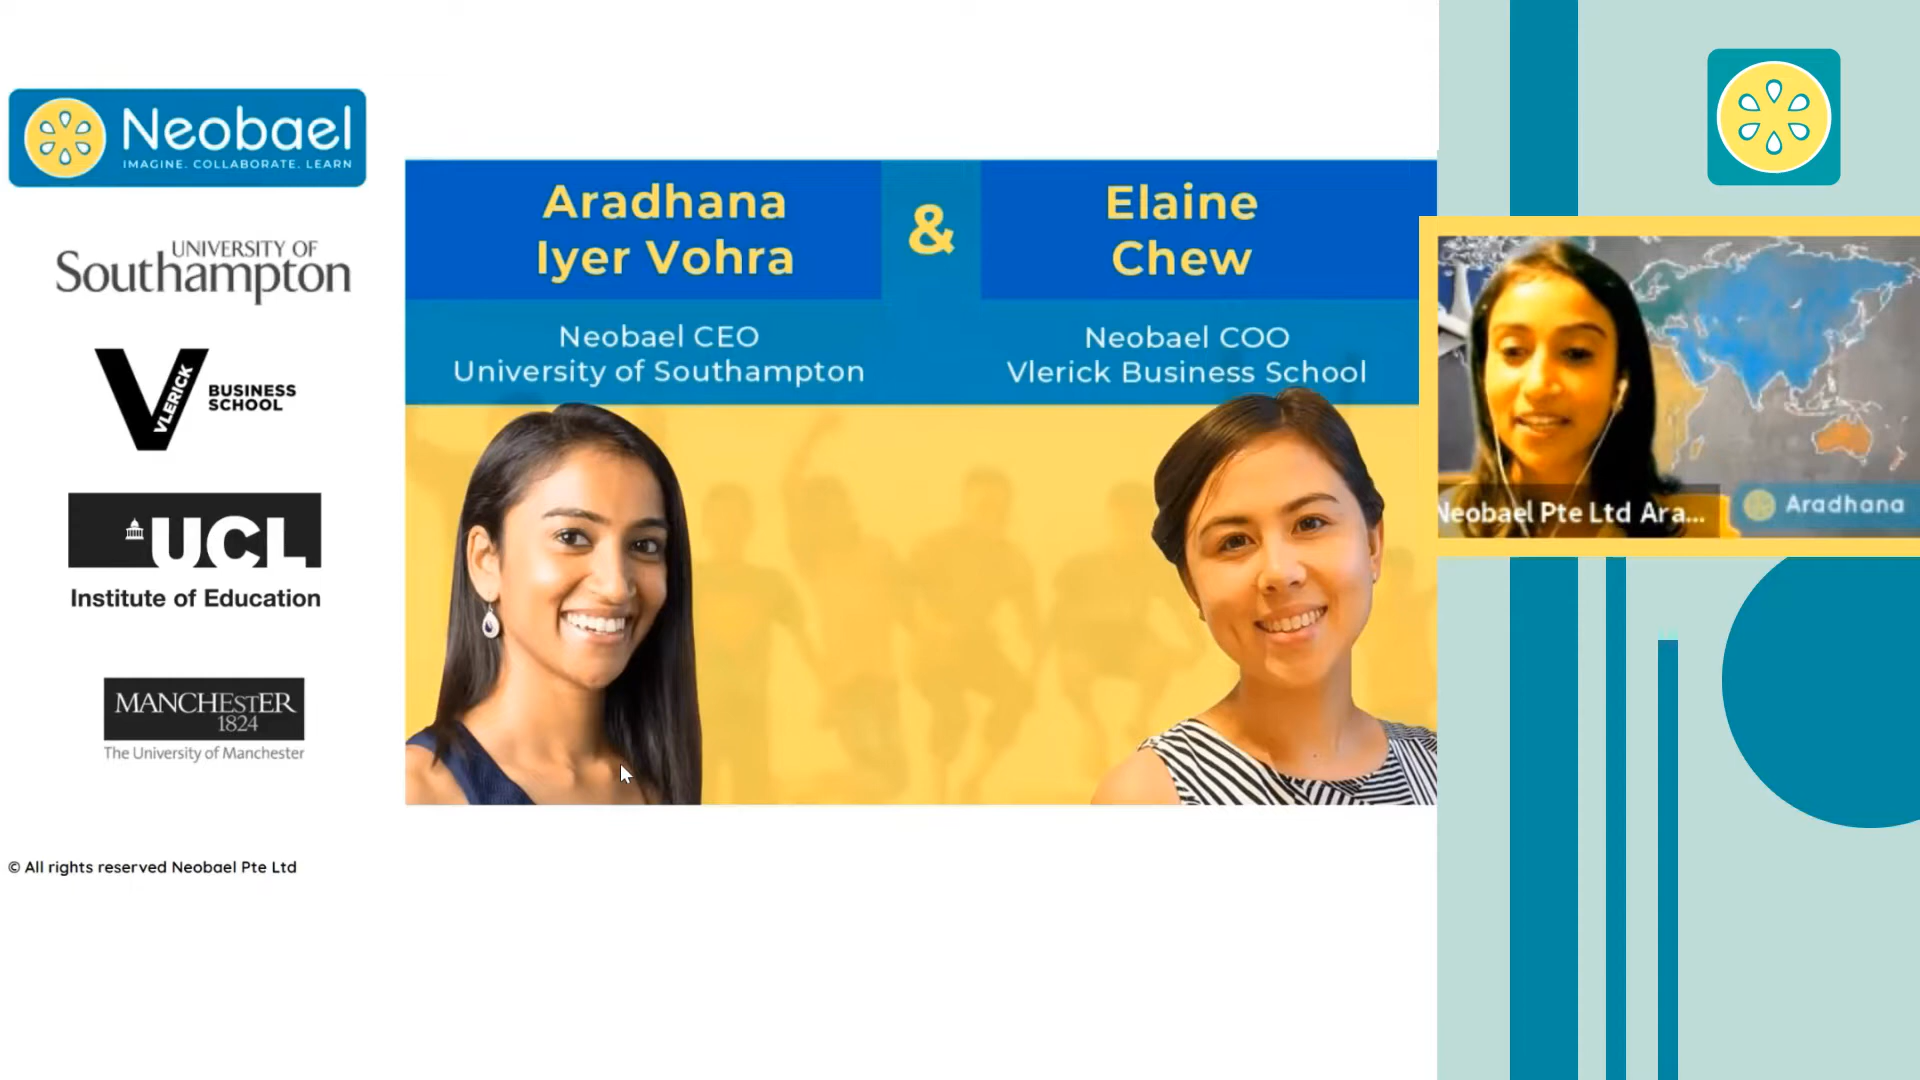 Neobael
IMAGINE. COLLABORATE. LEARN
UNIVERSITY OF
Southampton
VLERICK
BUSINESS
SCHOOL
UCL
Institute of Education
MANCHESTER
1824
The University of Manchester
© All rights reserved Neobael Pte Ltd
Aradhana
Iyer Vohra
&
Elaine
Chew
Neobael CEO
University of Southampton
Neobael COO
Vlerick Business School
Neobael Pte Ltd Ara...
Aradhana